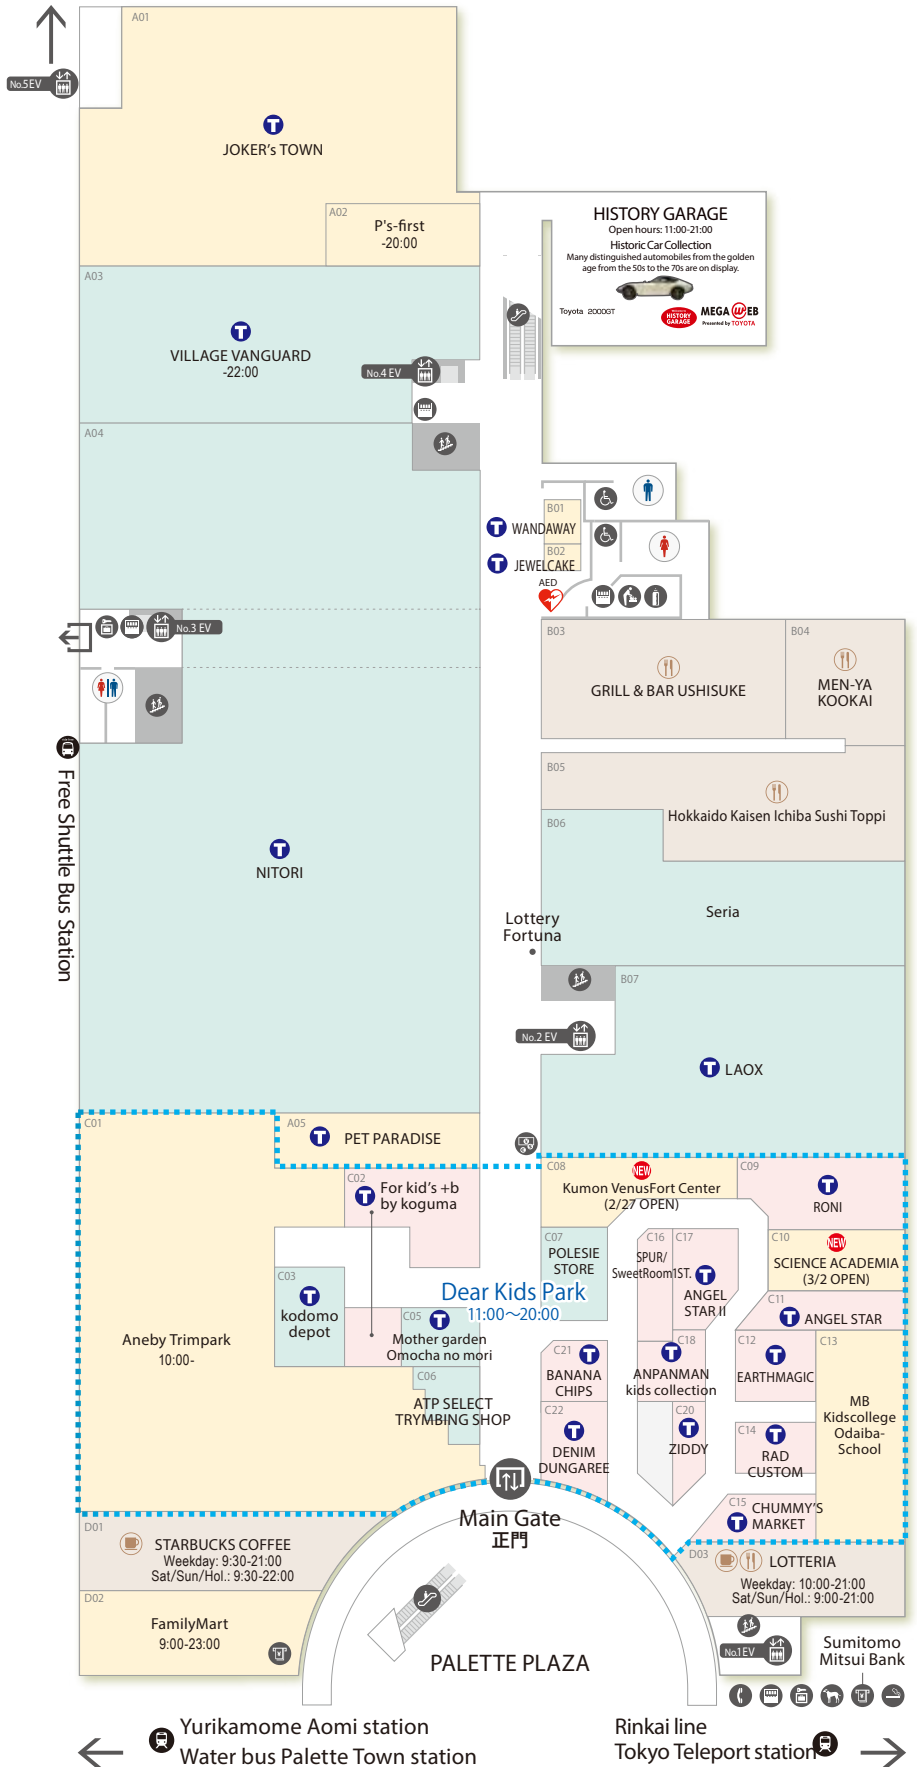 A01
No.5 EV
JOKER's TOWN
A02
P's-first
-20:00
HISTORY GARAGE
Open hours: 11:00-21:00
Historic Car Collection
Many distinguished automobiles from the golden
age from the 50s to the 70s are on display.
Toyota 2000GT
HISTORY
GARAGE
MEGA WEB
Presented by TOYOTA
A03
VILLAGE VANGUARD
-22:00
No.4 EV
A04
B01
WANDAWAY
B02
JEWELCAKE
AED
No.3 EV
B03
GRILL & BAR USHISUKE
B04
MEN-YA
KOOKAI
Free Shuttle Bus Station
B05
Hokkaido Kaisen Ichiba Sushi Toppi
B06
NITORI
Seria
Lottery
Fortuna
B07
No.2 EV
LAOX
C01
A05
PET PARADISE
C02
For kid's +b
by koguma
C08
NEW
Kumon VenusFort Center
(2/27 OPEN)
C09
RONI
C07
POLESIE
STORE
C16
SPUR/
SweetRoom1ST.
C17
ANGEL
STAR II
C10
NEW
SCIENCE ACADEMIA
(3/2 OPEN)
C03
kodomo
depot
Dear Kids Park
11:00〜20:00
C11
ANGEL STAR
Aneby Trimpark
10:00-
C05
Mother garden
Omocha no mori
C06
ATP SELECT
TRYMBING SHOP
C21
BANANA
CHIPS
C18
ANPANMAN
kids collection
C12
EARTHMAGIC
C13
MB
Kidscollege
Odaiba-
School
C22
DENIM
DUNGAREE
C20
ZIDDY
C14
RAD
CUSTOM
C15
CHUMMY'S
MARKET
Main Gate
正門
D01
STARBUCKS COFFEE
Weekday: 9:30-21:00
Sat/Sun/Hol.: 9:30-22:00
D03
LOTTERIA
Weekday: 10:00-21:00
Sat/Sun/Hol.: 9:00-21:00
D02
FamilyMart
9:00-23:00
PALETTE PLAZA
No.1 EV
Sumitomo
Mitsui Bank
Yurikamome Aomi station
Water bus Palette Town station
Rinkai line
Tokyo Teleport station